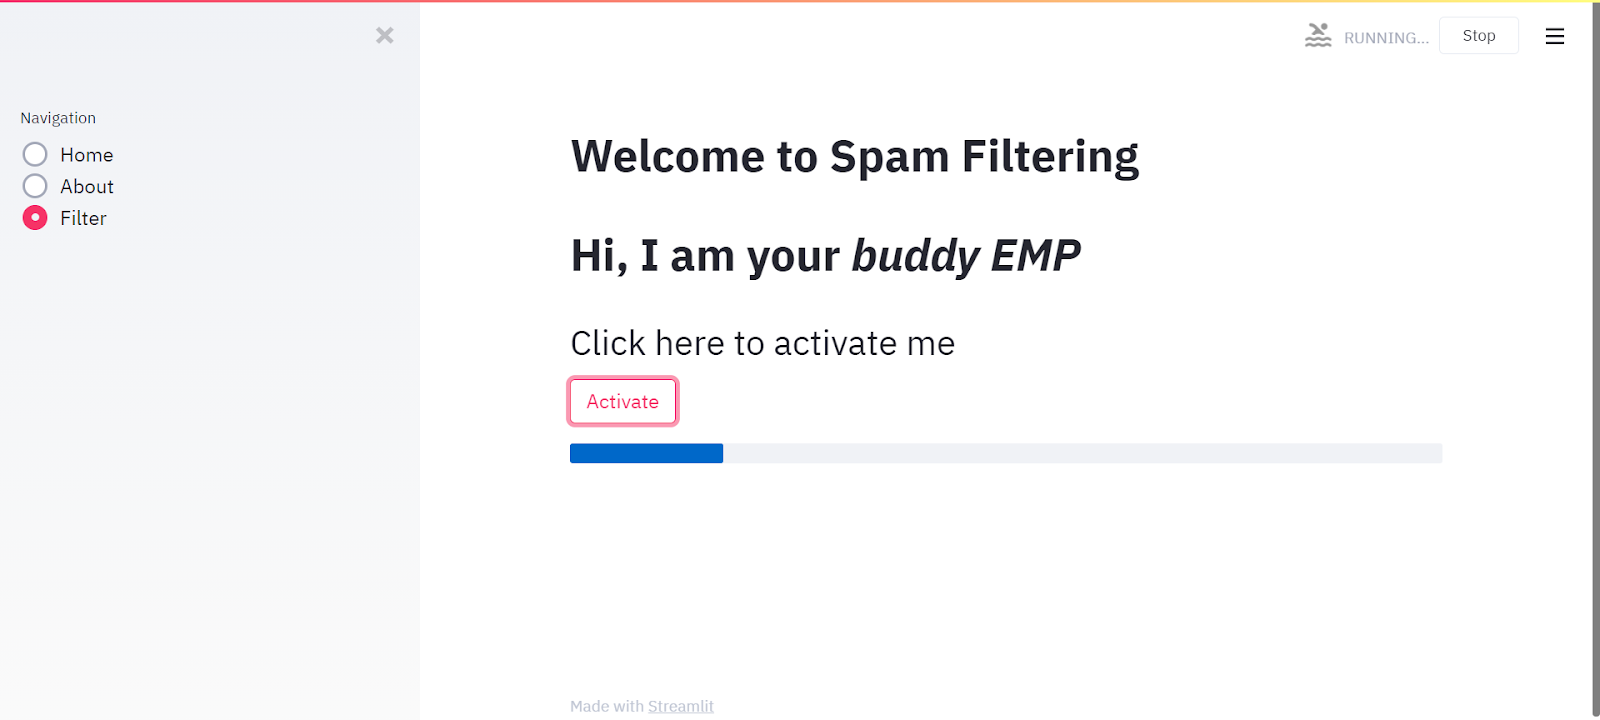 RUNNING...
Stop
Navigation
Home
About
Filter
Welcome to Spam Filtering
Hi, I am your buddy EMP
Click here to activate me
Activate
Made with Streamlit